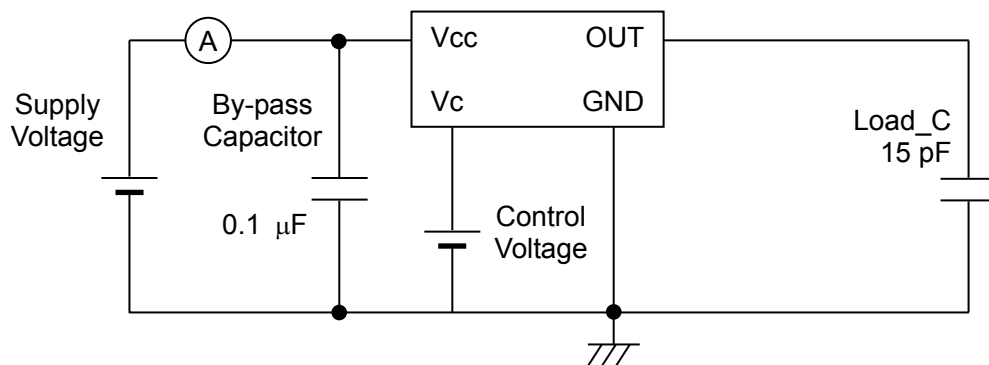 A
Vcc
OUT
Vc
GND
Supply
Voltage
By-pass
Capacitor
0.1 μF
Control
Voltage
Load_C
15 pF